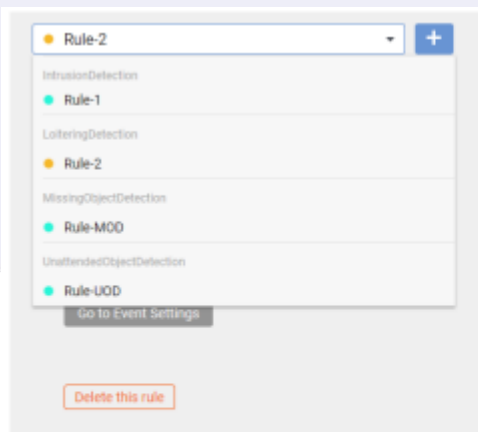 Rule-2
+
IntrusionDetection
Rule-1
LoiteringDetection
Rule-2
MissingObjectDetection
Rule-MOD
UnattendedObjectDetection
Rule-UOD
Go to Event Settings
Delete this rule